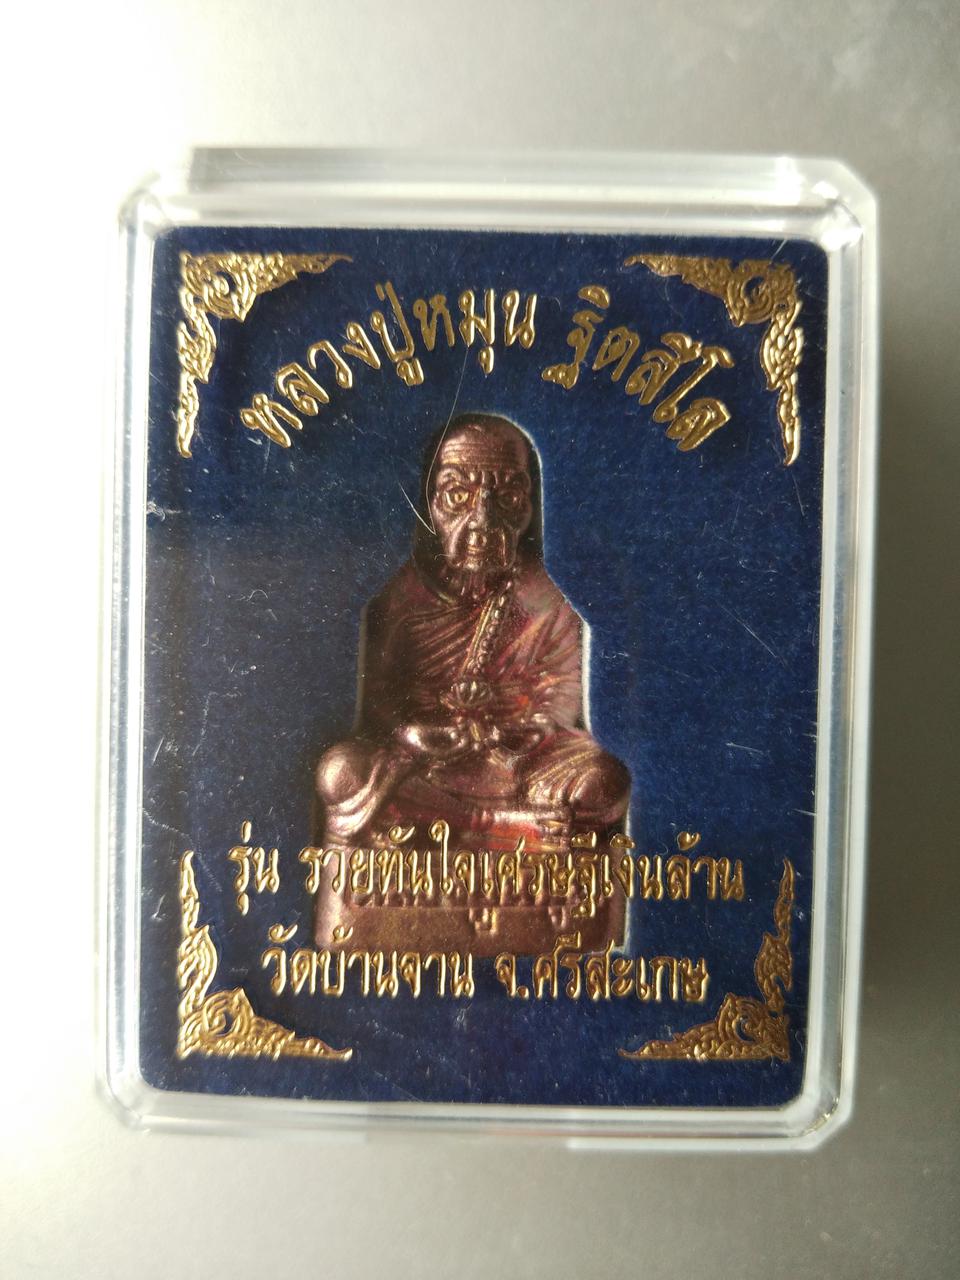 หลวงปู่หมุน ฐิตสีโล
รุ่น รวยทันใจเศรษฐีเงินล้าน
วัดบ้านจาน จ.ศรีสะเกษ